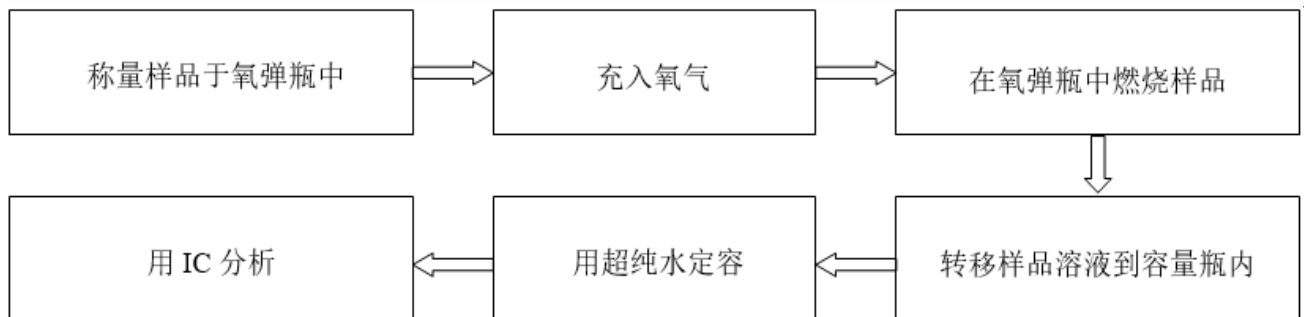 称量样品于氧弹瓶中
充入氧气
在氧弹瓶中燃烧样品
转移样品溶液到容量瓶内
用超纯水定容
用 IC 分析